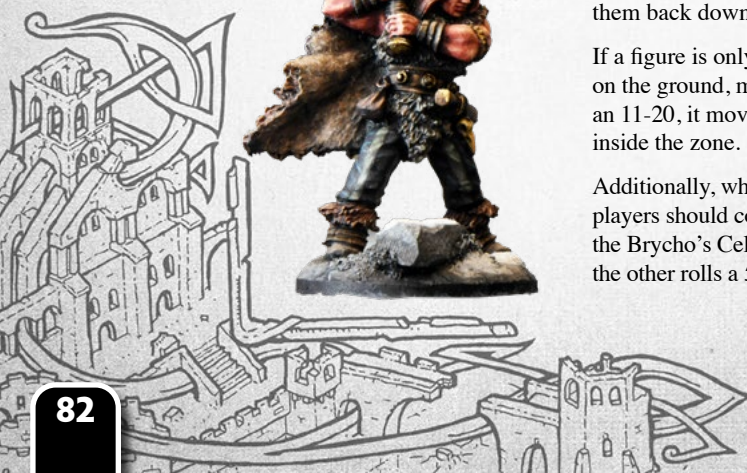 them back down
If a figure is only
on the ground, m
an 11-20, it mov
inside the zone.
Additionally, wh
players should co
the Brycho's Cel
the other rolls a
82